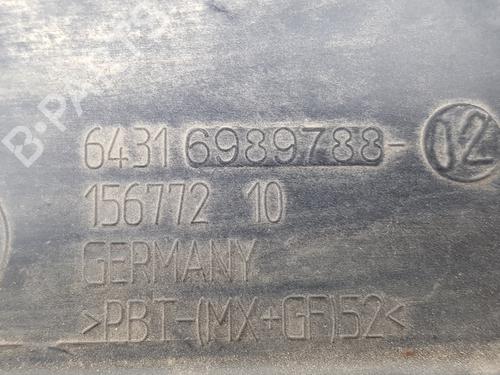 B-PARTS
6431 6989788-02
156772 10
GERMANY
>PBT-(MX+GF)52<